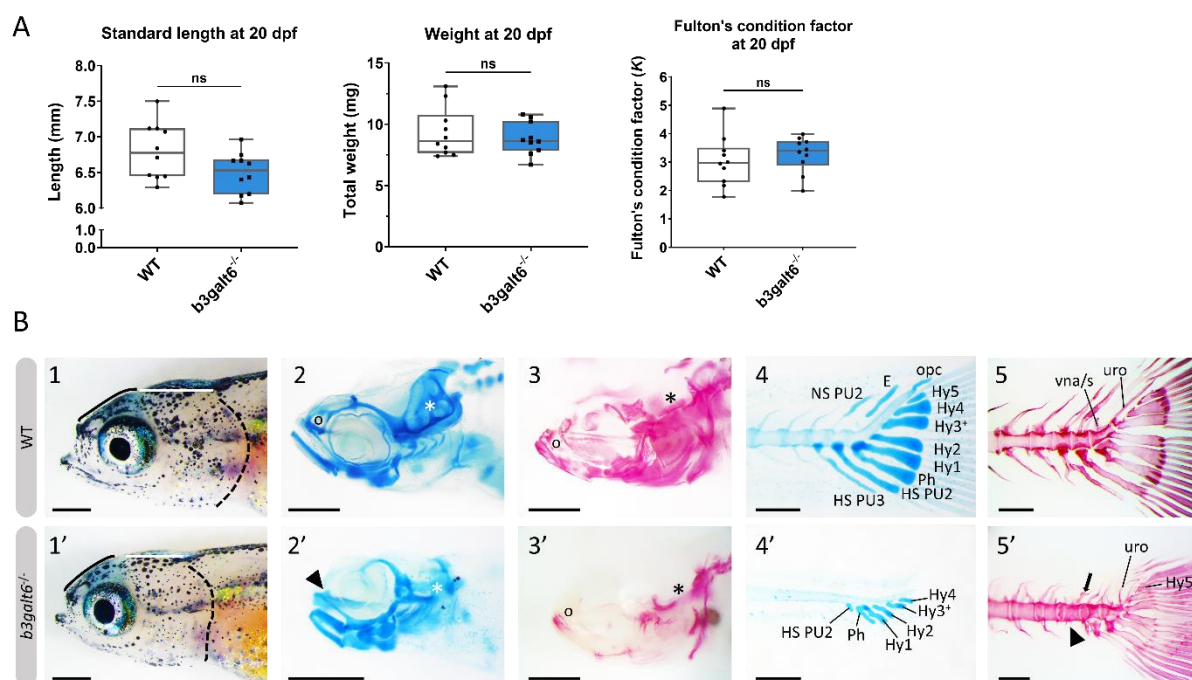 A
Standard length at 20 dpf
ns
Length (mm)
8.0
7.5
7.0
6.5
6.0
1.0
0.0
WT
b3galt6-/-
Weight at 20 dpf
ns
Total weight (mg)
15
10
5
0
WT
b3galt6-/-
Fulton's condition factor
at 20 dpf
ns
Fulton's condition factor (K)
6
5
4
3
2
1
0
WT
b3galt6-/-
B
WT
1
2
*
o
3
*
o
4
NS PU2
E
opc
Hy5
Hy4
Hy3+
Hy2
Hy1
Ph
HS PU2
HS PU3
5
vna/s
uro
b3galt6-/-
1’
2’
*
3’
*
o
4’
Hy4
Hy3+
Hy2
Hy1
Ph
HS PU2
5’
uro
Hy5